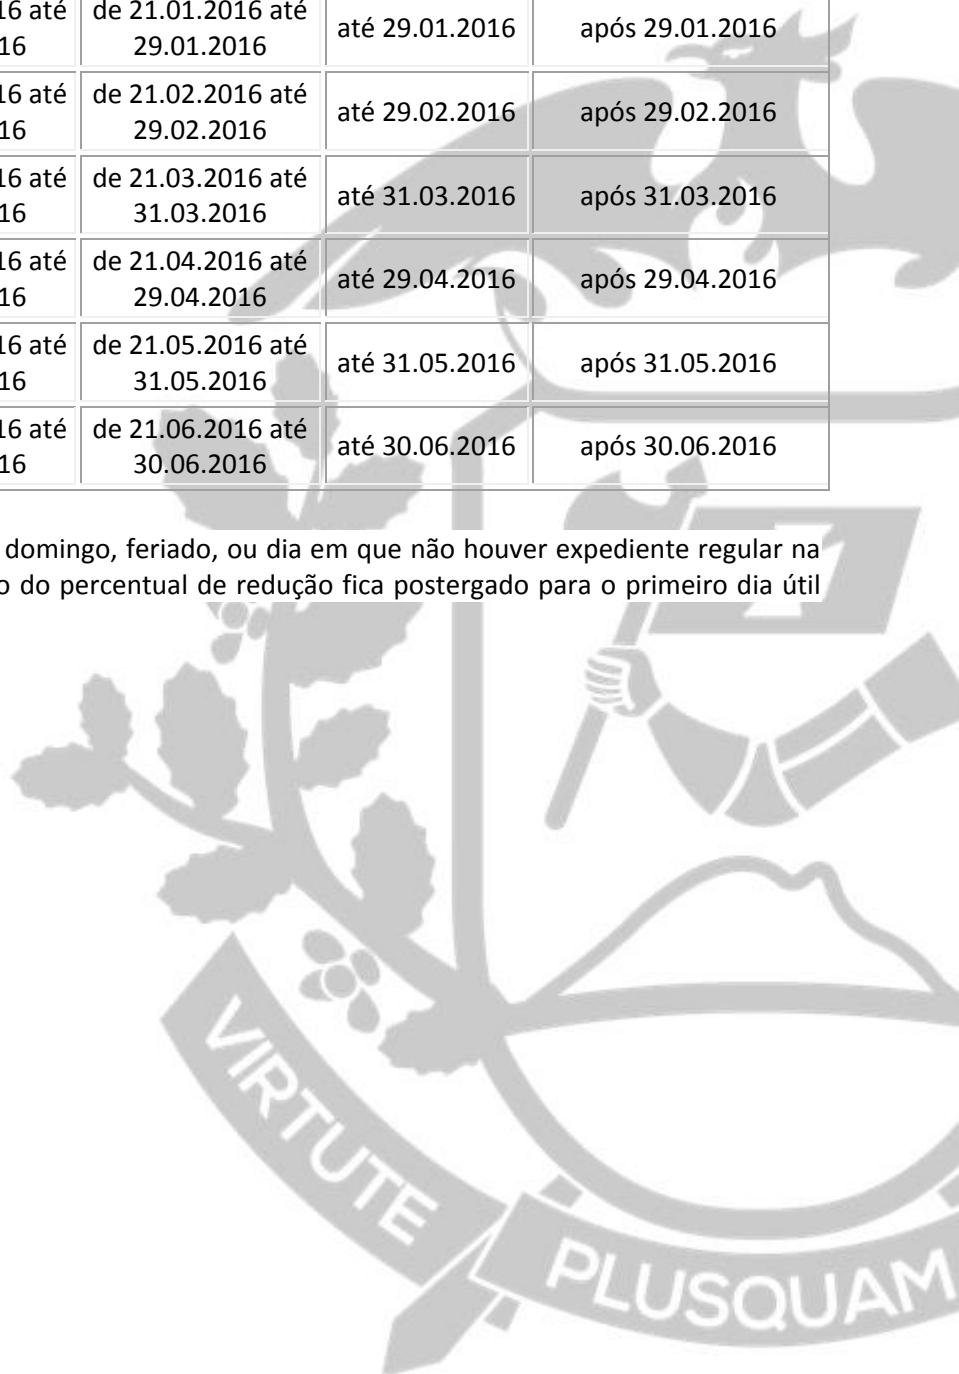 16 até de 21.01.2016 até até 29.01.2016 após 29.01.2016
16 29.01.2016
16 até de 21.02.2016 até até 29.02.2016 após 29.02.2016
16 29.02.2016
16 até de 21.03.2016 até até 31.03.2016 após 31.03.2016
16 31.03.2016
16 até de 21.04.2016 até até 29.04.2016 após 29.04.2016
16 29.04.2016
16 até de 21.05.2016 até até 31.05.2016 após 31.05.2016
16 31.05.2016
16 até de 21.06.2016 até até 30.06.2016 após 30.06.2016
16 30.06.2016
domingo, feriado, ou dia em que não houver expediente regular na
o do percentual de redução fica postergado para o primeiro dia útil
VIRTUTE
PLUSQUAM